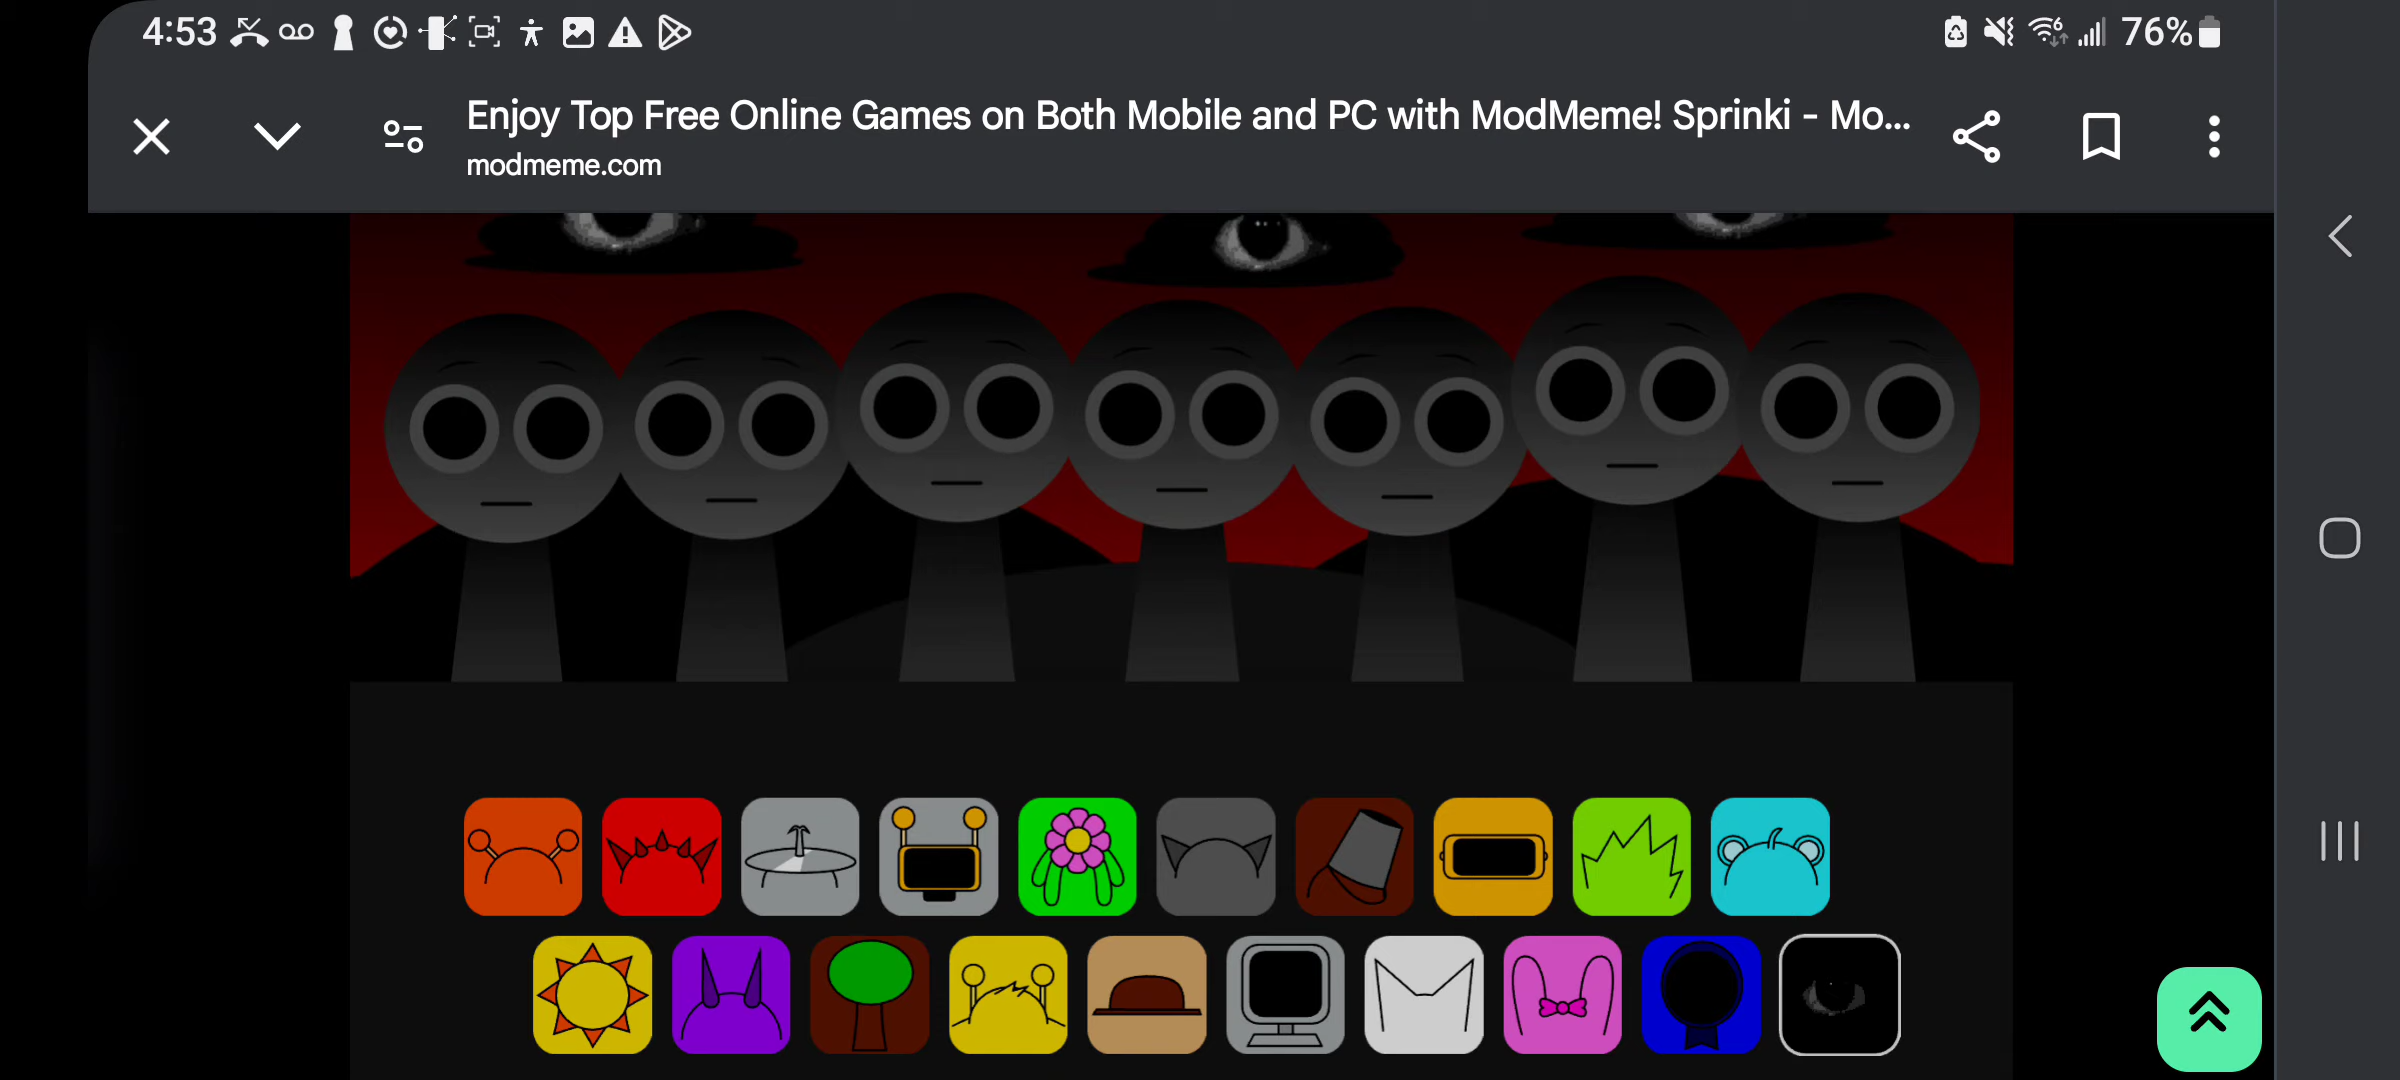 4:53
76%
Enjoy Top Free Online Games on Both Mobile and PC with ModMeme! Sprinki - Mo...
modmeme.com